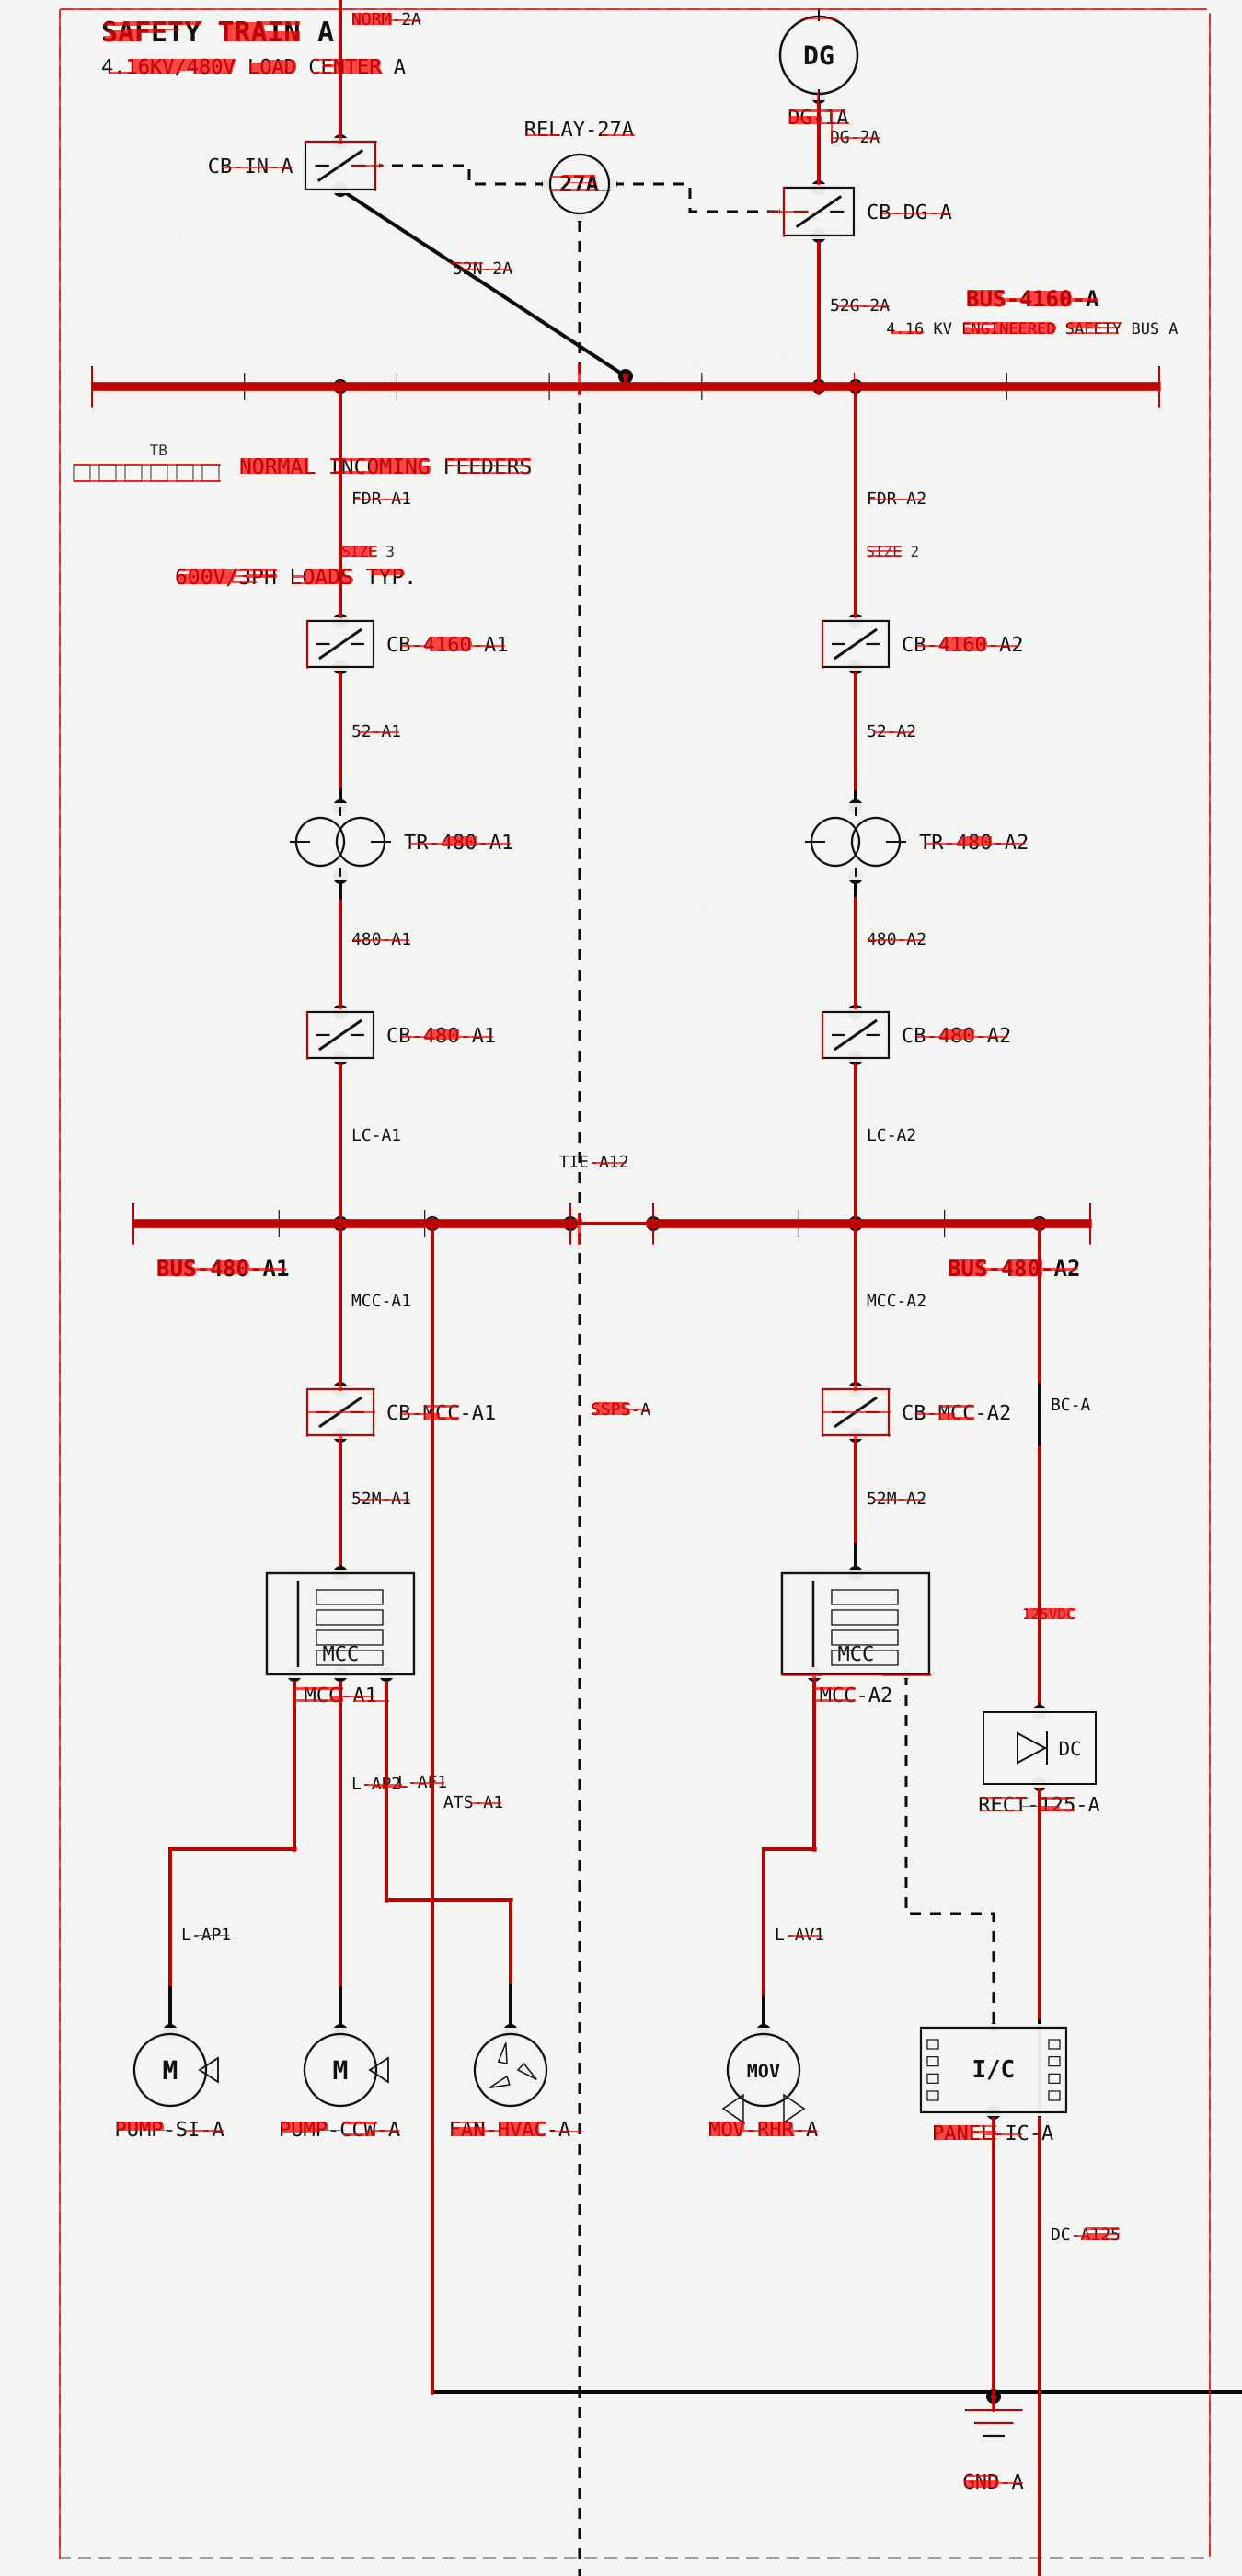 NORM-2A
SAFETY TRAIN A
4.16KV/480V LOAD CENTER A
DG
DG-1A
DG-2A
RELAY-27A
CB-IN-A
27A
CB-DG-A
52N-2A
52G-2A
BUS-4160-A
4.16 KV ENGINEERED SAFETY BUS A
TB
NORMAL INCOMING FEEDERS
FDR-A1
FDR-A2
SIZE 3
SIZE 2
600V/3PH LOADS TYP.
CB-4160-A1
CB-4160-A2
52-A1
52-A2
TR-480-A1
TR-480-A2
480-A1
480-A2
CB-480-A1
CB-480-A2
LC-A1
LC-A2
TIE-A12
BUS-480-A1
BUS-480-A2
MCC-A1
MCC-A2
CB-MCC-A1
SSPS-A
CB-MCC-A2
BC-A
52M-A1
52M-A2
125VDC
MCC
MCC
MCC-A1
MCC-A2
DC
L-AP2
L-AF1
ATS-A1
RECT-125-A
L-AP1
L-AV1
M
M
MOV
I/C
PUMP-SI-A
PUMP-CCW-A
FAN-HVAC-A
MOV-RHR-A
PANEL-IC-A
DC-A125
GND-A